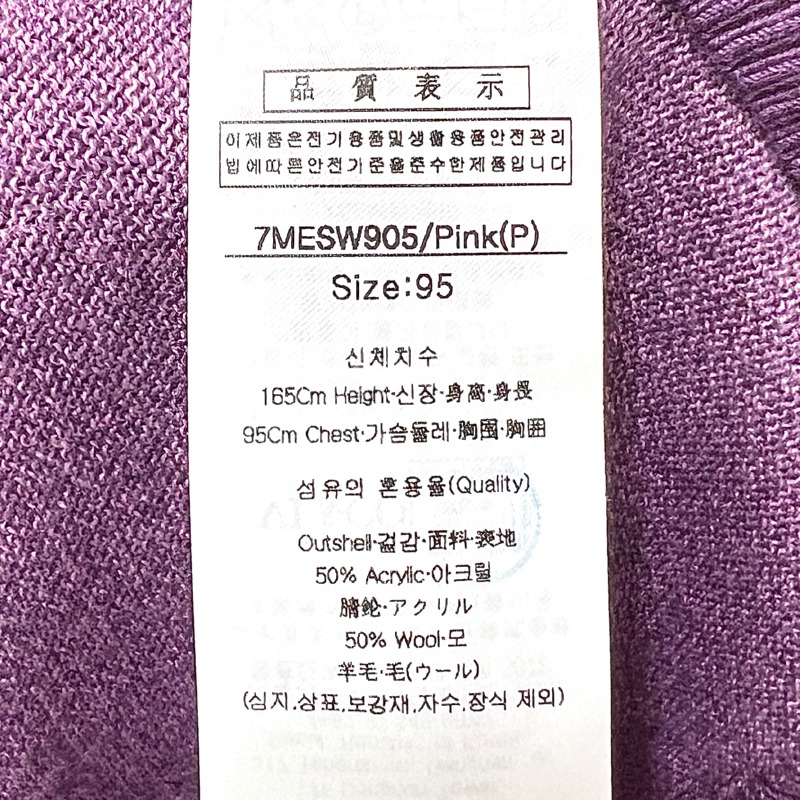 品質表示
이제품은전기용품및생활용품안전관리
법에따른안전기준을준수한제품입니다
7MESW905/Pink(P)
Size:95
신체치수
165Cm Height·신장·身高·身長
95Cm Chest·가슴둘레·胸围·胸囲
섬유의 혼용율(Quality)
Outshell·겉감·面料·表地
50% Acrylic·아크릴
腈纶·アクリル
50% Wool·모
羊毛·毛(ウール)
(심지.상표.보강재.자수.장식 제외)